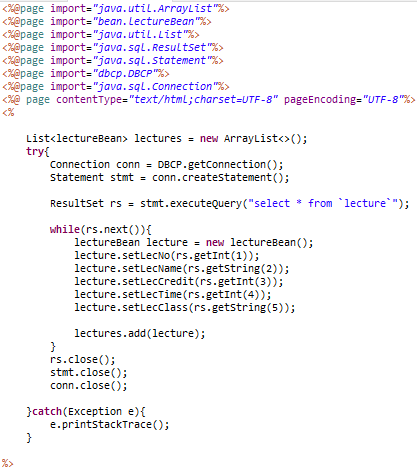 <%@page import="java.util.ArrayList"%>
<%@page import="bean.lectureBean"%>
<%@page import="java.util.List"%>
<%@page import="java.sql.ResultSet"%>
<%@page import="java.sql.Statement"%>
<%@page import="dbcp.DBCP"%>
<%@page import="java.sql.Connection"%>
<%@ page contentType="text/html;charset=UTF-8" pageEncoding="UTF-8"%>
<%
    List<lectureBean> lectures = new ArrayList<>();
    try{
        Connection conn = DBCP.getConnection();
        Statement stmt = conn.createStatement();
        ResultSet rs = stmt.executeQuery("select * from `lecture`");
        while(rs.next()){
            lectureBean lecture = new lectureBean();
            lecture.setLecNo(rs.getInt(1));
            lecture.setLecName(rs.getString(2));
            lecture.setLecCredit(rs.getInt(3));
            lecture.setLecTime(rs.getInt(4));
            lecture.setLecClass(rs.getString(5));
            lectures.add(lecture);
        }
        rs.close();
        stmt.close();
        conn.close();
    }catch(Exception e){
        e.printStackTrace();
    }
%>